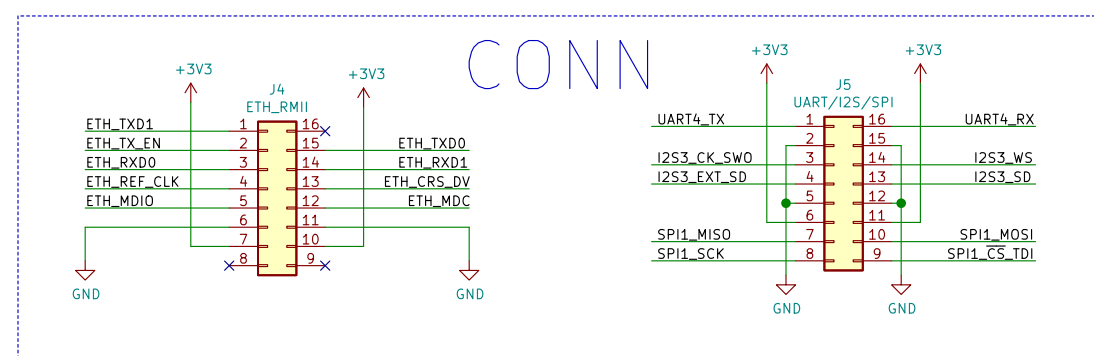 CONN
+3V3
+3V3
J4
ETH_RMII
ETH_TXD1 1 16
ETH_TX_EN 2 15 ETH_TXD0
ETH_RXD0 3 14 ETH_RXD1
ETH_REF_CLK 4 13 ETH_CRS_DV
ETH_MDIO 5 12 ETH_MDC
6 11
7 10
8 9
GND
GND
+3V3
+3V3
J5
UART/I2S/SPI
UART4_TX 1 16 UART4_RX
2 15
I2S3_CK_SWO 3 14 I2S3_WS
I2S3_EXT_SD 4 13 I2S3_SD
5 12
6 11
SPI1_MISO 7 10 SPI1_MOSI
SPI1_SCK 8 9 SPI1_CS_TDI
GND
GND